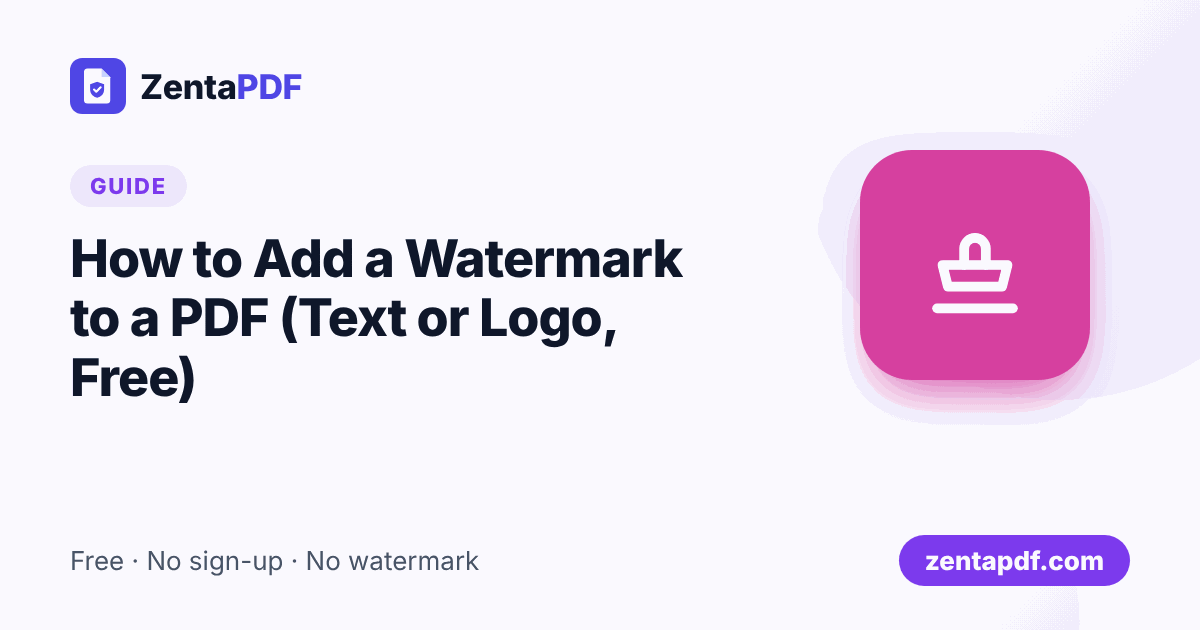 ZentaPDF
GUIDE
How to Add a Watermark
to a PDF (Text or Logo,
Free)
Free · No sign-up · No watermark
zentapdf.com